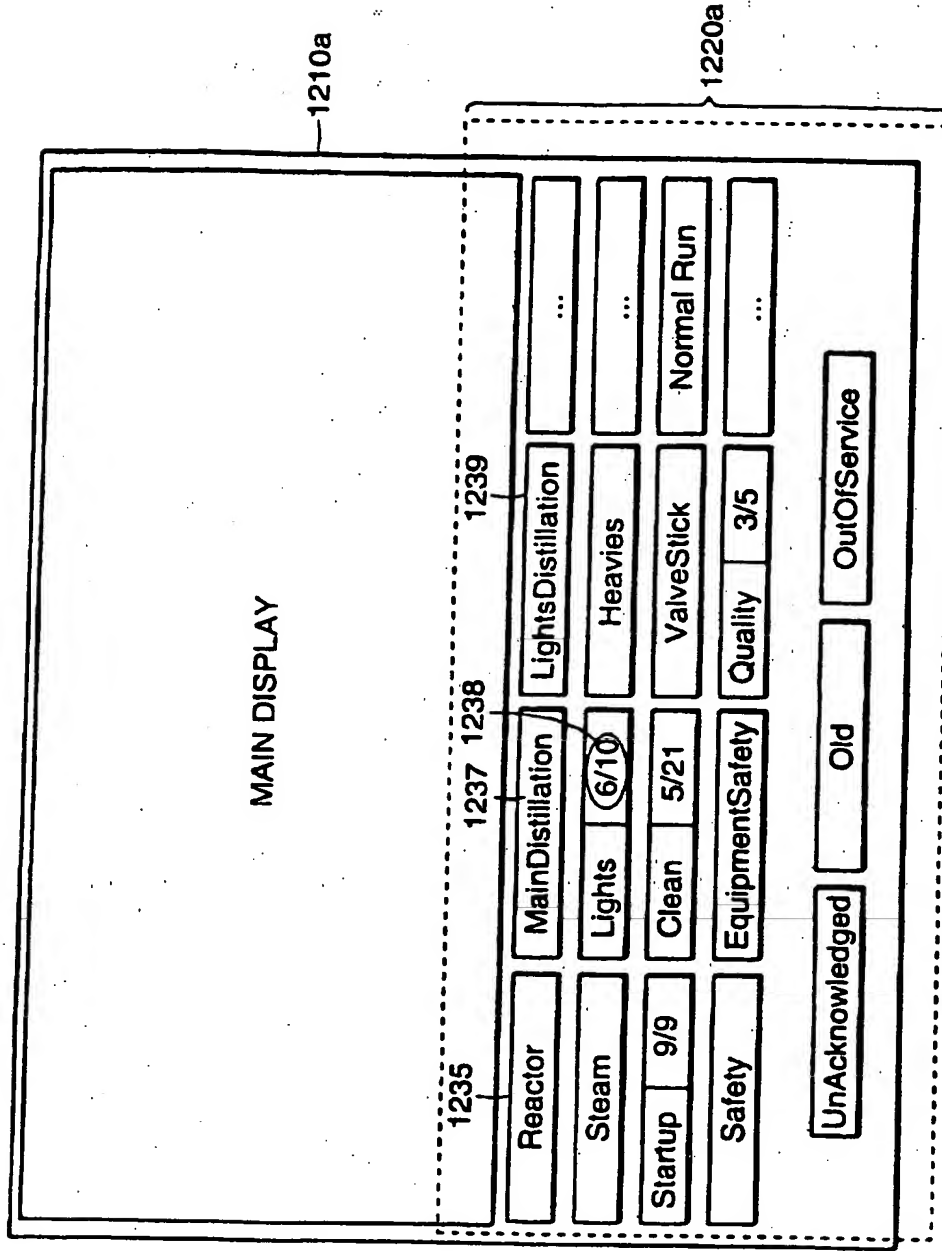 1210a
MAIN DISPLAY
1235
1237
1238
1239
1220a
Reactor
MainDistillation
LightsDistillation
...
Steam
Lights
6/10
Heavies
...
Startup
9/9
Clean
5/21
ValveStick
Normal Run
Safety
EquipmentSafety
Quality
3/5
...
UnAcknowledged
Old
OutOfService